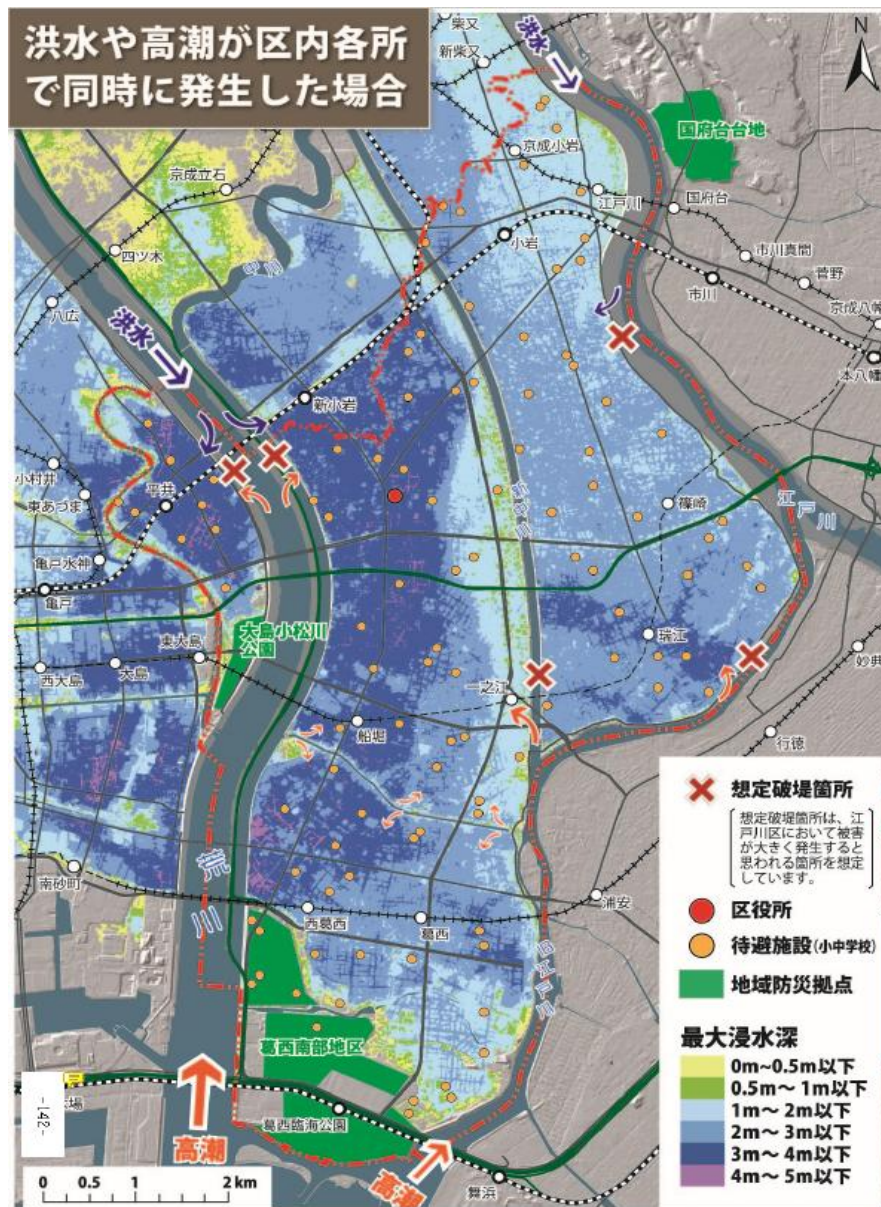 洪水や高潮が区内各所
で同時に発生した場合
柴又
新柴又
洪水
N
国府台台地
京成小岩
京成立石
江戸川
国府台
四ツ木
小岩
市川真間
菅野
中川
市川
京成八幡
八広
洪水
本八幡
新小岩
小村井
東あづま
平井
新中川
篠崎
江戸川
亀戸水神
亀戸
大島小松川
公園
東大島
瑞江
西大島
大島
妙典
一之江
船堀
行徳
想定破堤箇所
想定破堤箇所は、江
戸川区において被害
が大きく発生すると
思われる箇所を想定
しています。
荒川
南砂町
浦安
西葛西
葛西
区役所
旧江戸川
待避施設(小中学校)
地域防災拠点
葛西南部地区
最大浸水深
0m~0.5m以下
0.5m~1m以下
1m~2m以下
2m~3m以下
3m~4m以下
4m~5m以下
-142-
木場
葛西臨海公園
高潮
高潮
舞浜
0 0.5 1 2km